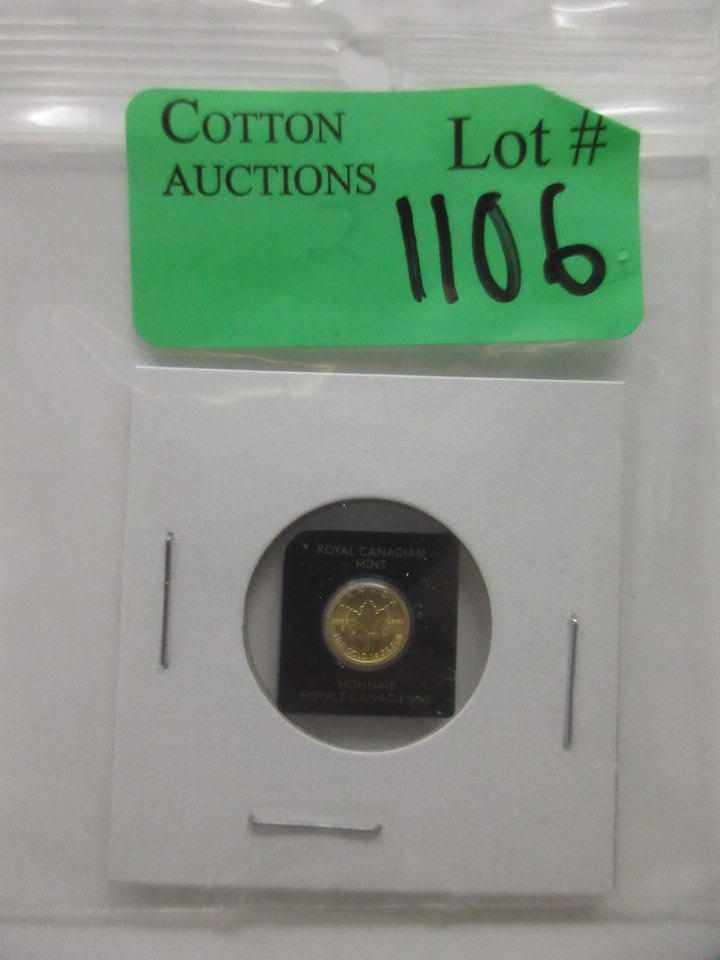 COTTON
AUCTIONS
Lot #
1106
ROYAL CANADIAN
MINT
MONNAIE
ROYALE CANADIENNE